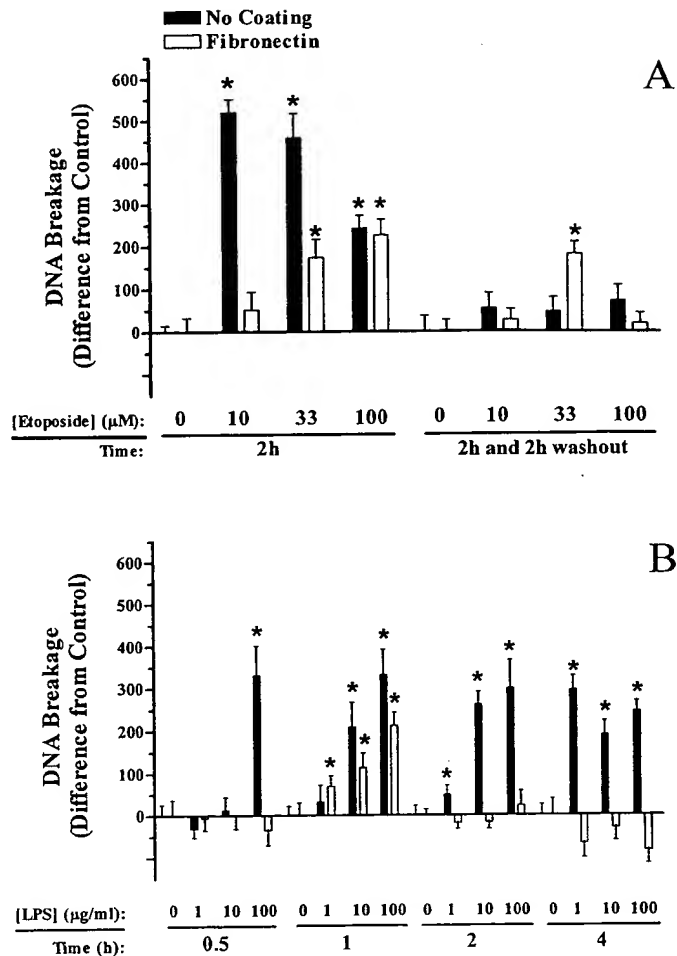 No Coating
Fibronectin
A
600
500
400
300
200
100
0
DNA Breakage
(Difference from Control)
* * * * * *
[Etoposide] (μM): 0 10 33 100 0 10 33 100
Time: 2h 2h and 2h washout
B
600
500
400
300
200
100
0
DNA Breakage
(Difference from Control)
* * * * * * * * * * * *
[LPS] (μg/ml): 0 1 10 100 0 1 10 100 0 1 10 100 0 1 10 100
Time (h): 0.5 1 2 4